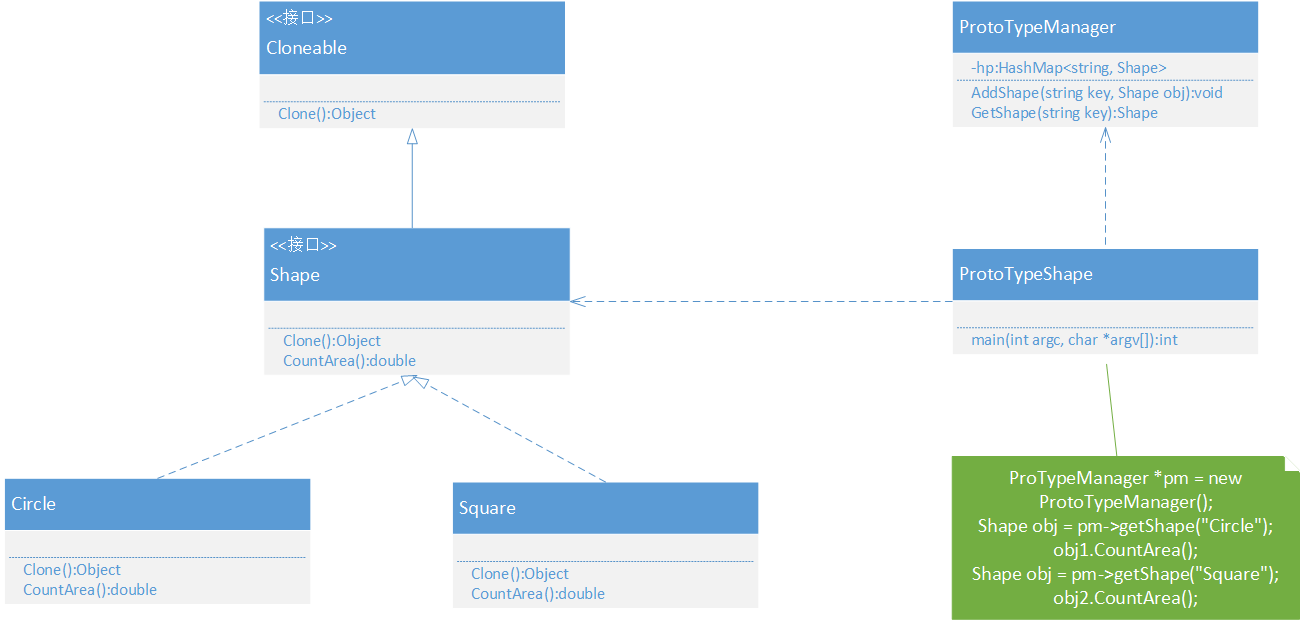 <<接口>>
Cloneable
Clone():Object
ProtoTypeManager
-hp:HashMap<string, Shape>
AddShape(string key, Shape obj):void
GetShape(string key):Shape
<<接口>>
Shape
Clone():Object
CountArea():double
ProtoTypeShape
main(int argc, char *argv[]):int
Circle
Clone():Object
CountArea():double
Square
Clone():Object
CountArea():double
ProTypeManager *pm = new
ProtoTypeManager();
Shape obj = pm->getShape("Circle");
obj1.CountArea();
Shape obj = pm->getShape("Square");
obj2.CountArea();